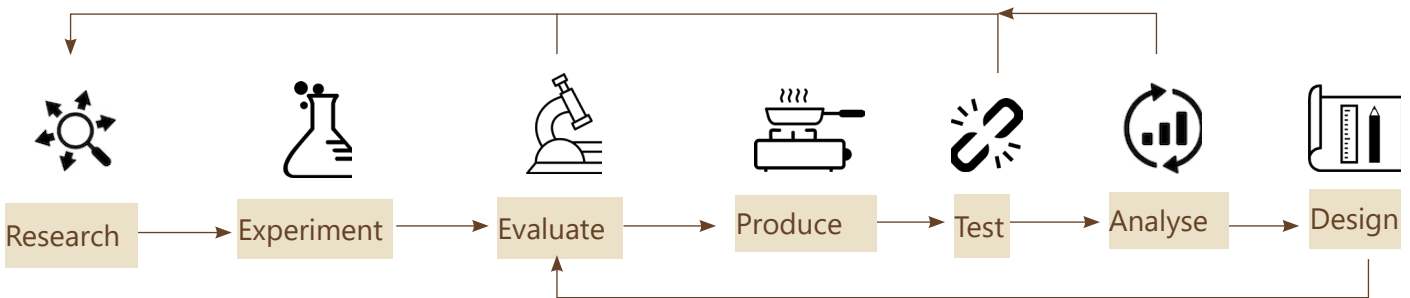 Research
Experiment
Evaluate
Produce
Test
Analyse
Design